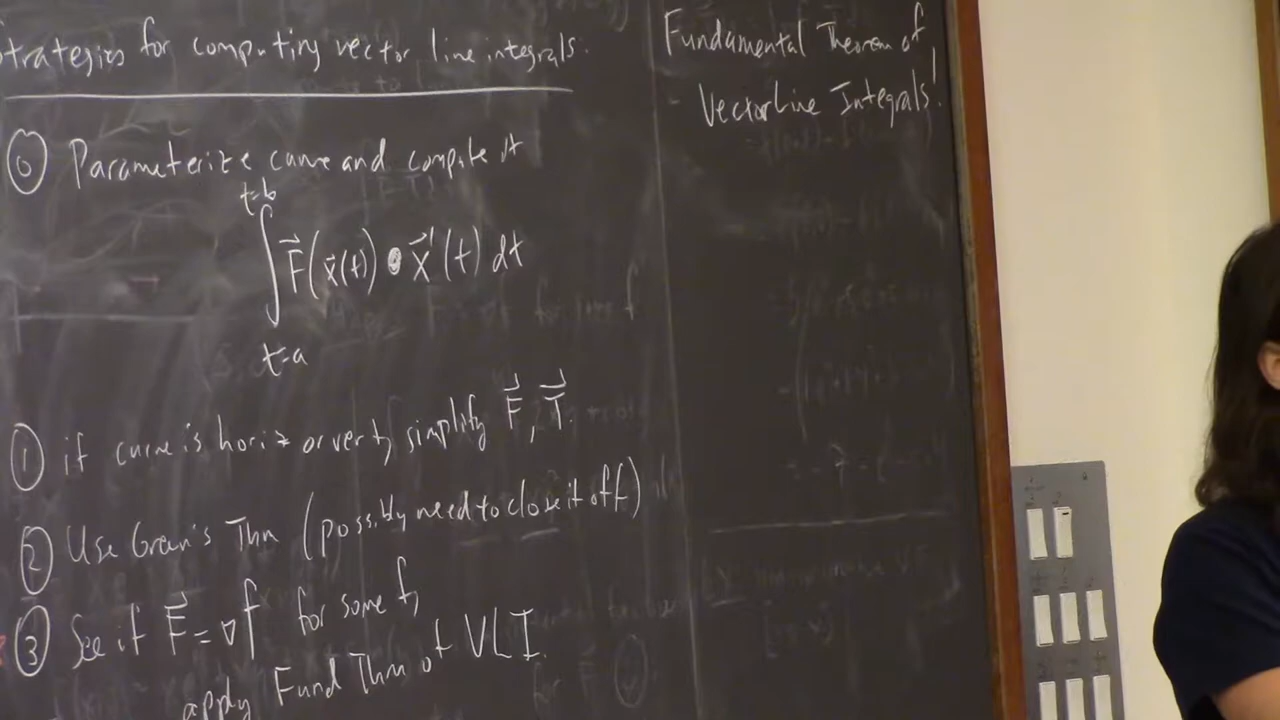 strategies for computing vector line integrals.
⓪ Parameterize curve and compute it
t=b
∫ F⃗(x⃗(t)) • x⃗'(t) dt
t=a
① if curve is horiz or vert, simplify F⃗, T⃗.
② Use Green's Thm (possibly need to close it off)
③ See if F⃗ = ∇f for some f,
apply Fund Thm of VLI.
Fundamental Theorem of
Vector Line Integrals!